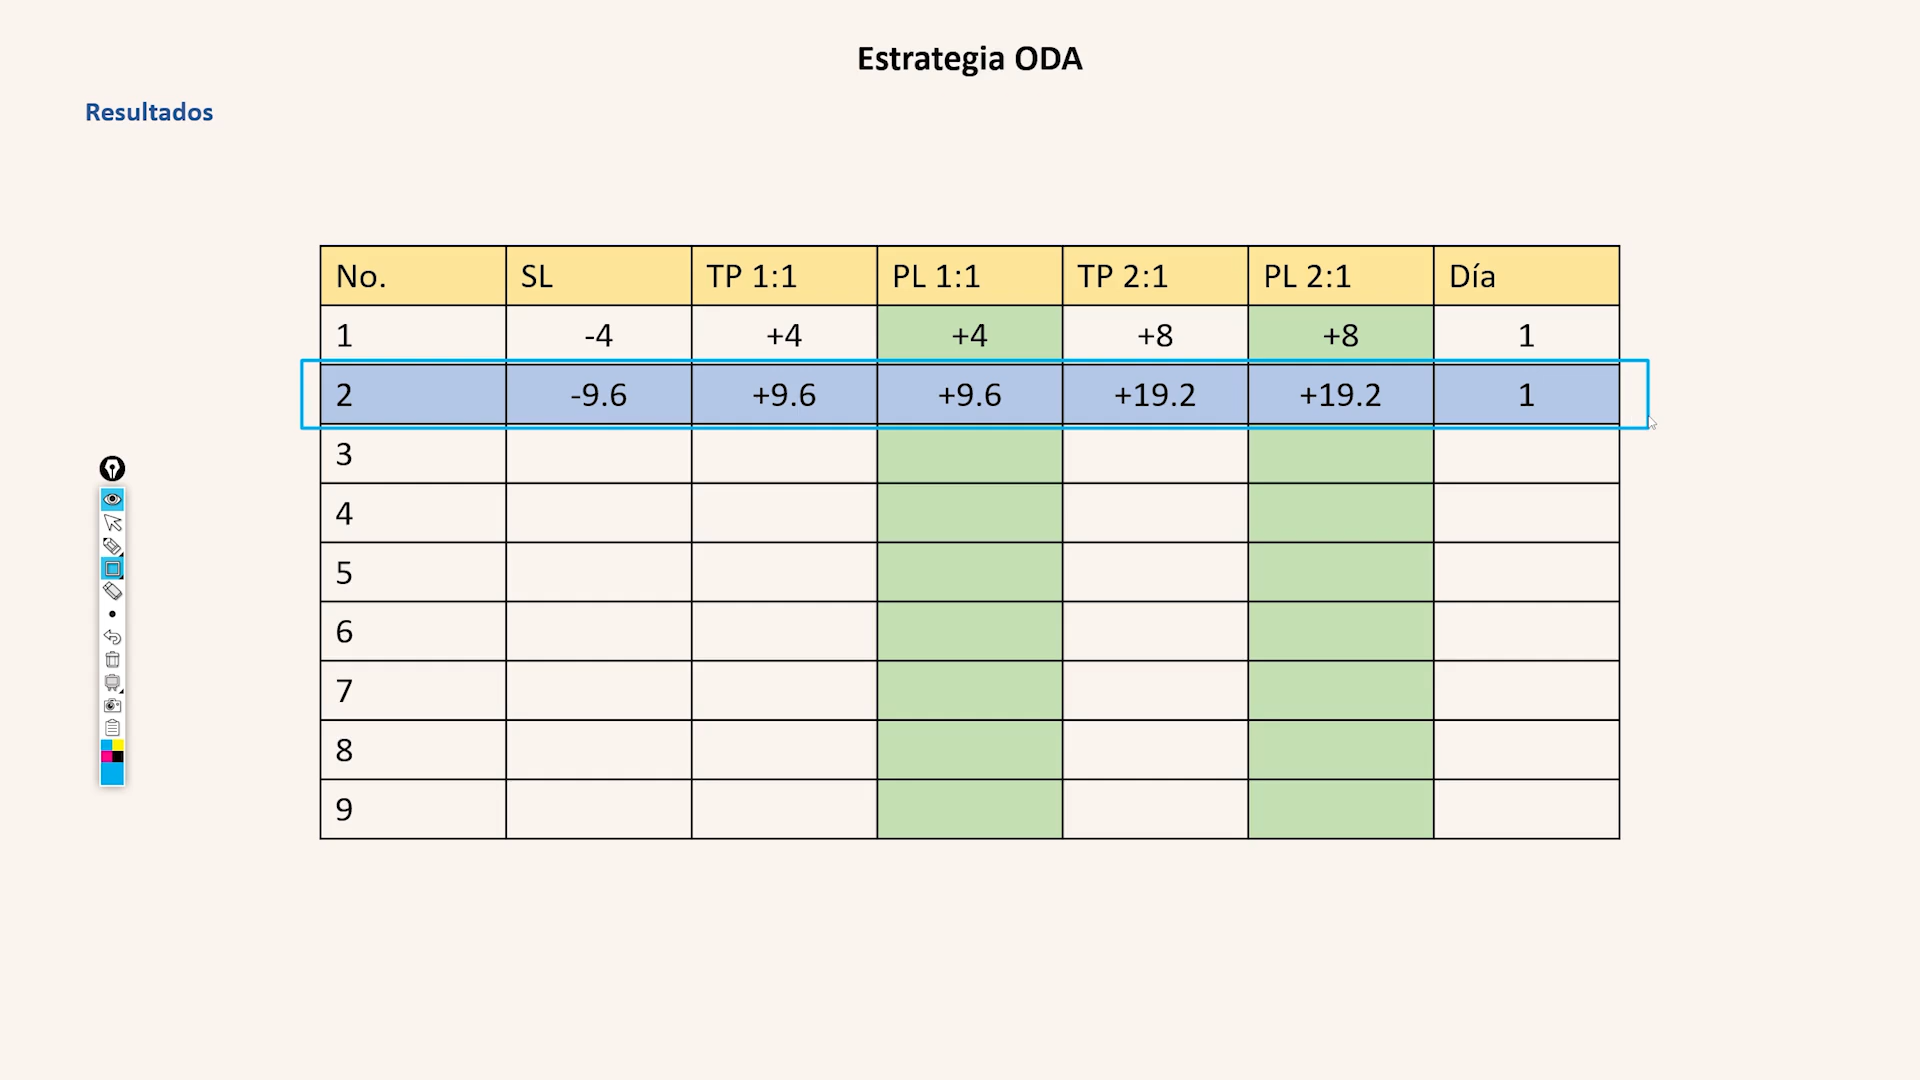 Estrategia ODA
Resultados
No. SL TP 1:1 PL 1:1 TP 2:1 PL 2:1 Día
1 -4 +4 +4 +8 +8 1
2 -9.6 +9.6 +9.6 +19.2 +19.2 1
3
4
5
6
7
8
9